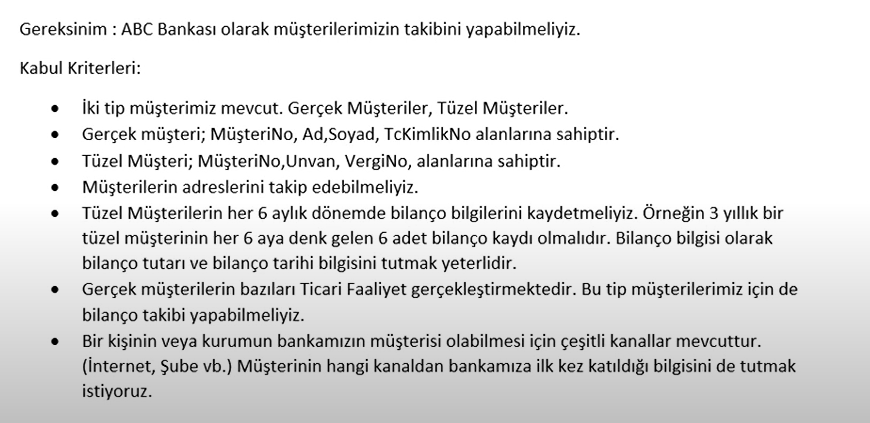 Gereksinim : ABC Bankası olarak müşterilerimizin takibini yapabilmeliyiz.
Kabul Kriterleri:
• İki tip müşterimiz mevcut. Gerçek Müşteriler, Tüzel Müşteriler.
• Gerçek müşteri; MüşteriNo, Ad,Soyad, TcKimlikNo alanlarına sahiptir.
• Tüzel Müşteri; MüşteriNo,Unvan, VergiNo, alanlarına sahiptir.
• Müşterilerin adreslerini takip edebilmeliyiz.
• Tüzel Müşterilerin her 6 aylık dönemde bilanço bilgilerini kaydetmeliyiz. Örneğin 3 yıllık bir
tüzel müşterinin her 6 aya denk gelen 6 adet bilanço kaydı olmalıdır. Bilanço bilgisi olarak
bilanço tutarı ve bilanço tarihi bilgisini tutmak yeterlidir.
• Gerçek müşterilerin bazıları Ticari Faaliyet gerçekleştirmektedir. Bu tip müşterilerimiz için de
bilanço takibi yapabilmeliyiz.
• Bir kişinin veya kurumun bankamızın müşterisi olabilmesi için çeşitli kanallar mevcuttur.
(İnternet, Şube vb.) Müşterinin hangi kanaldan bankamıza ilk kez katıldığı bilgisini de tutmak
istiyoruz.